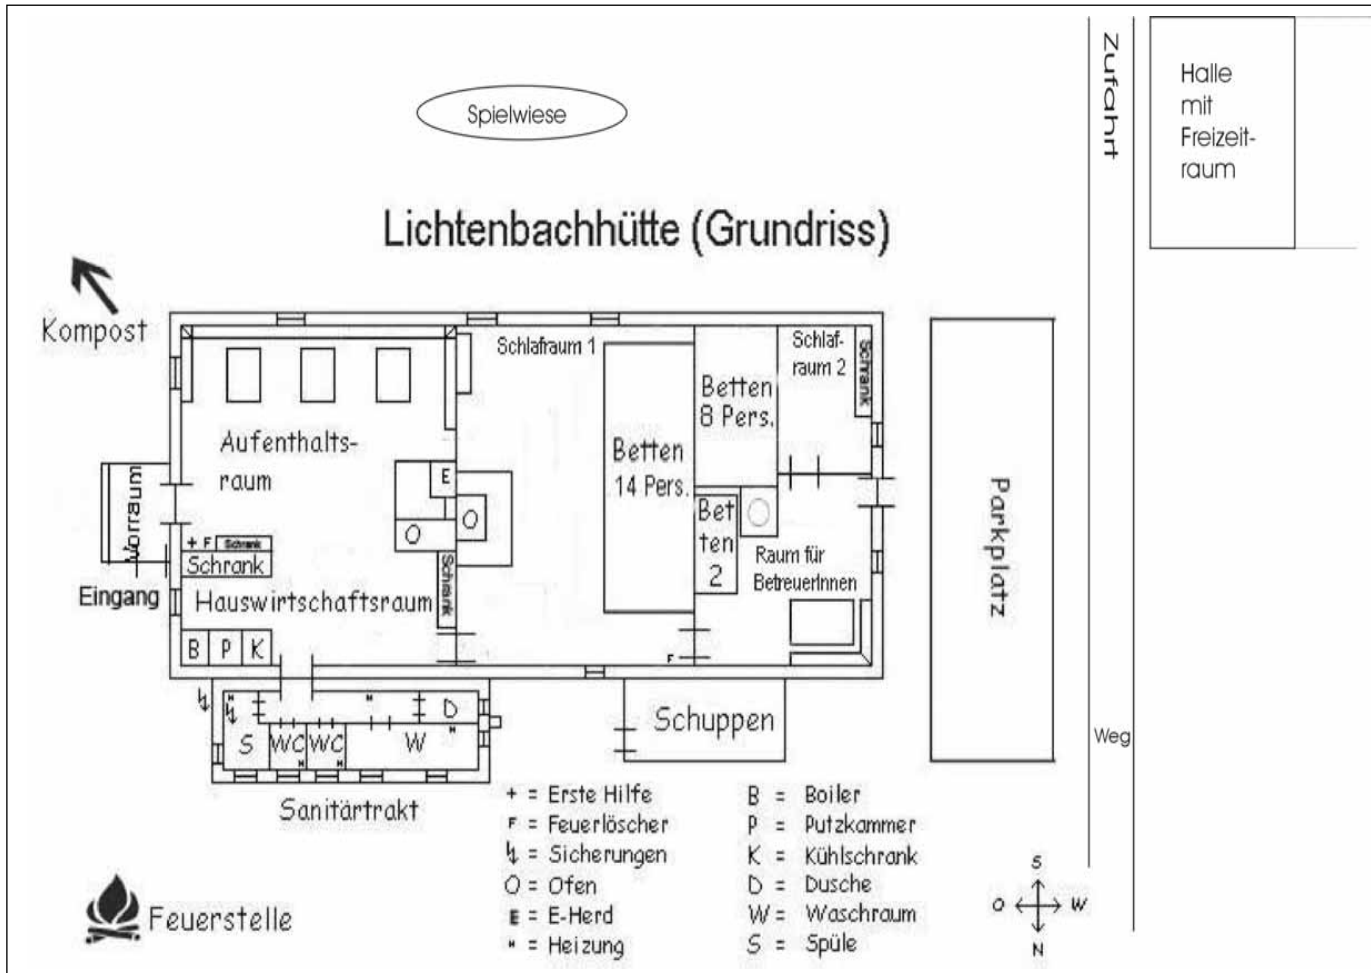 Zufahrt
Halle
mit
Freizeit-
raum
Spielwiese
Lichtenbachhütte (Grundriss)
Kompost
Schlafraum 1
Schlaf-
raum 2
Schrank
Betten
8 Pers.
Aufenthalts-
raum
Betten
14 Pers.
E
Vorraum
O
O
Bet
ten
2
O
Parkplatz
+ F Schrank
Schrank
Schrank
Raum für
BetreuerInnen
Eingang
Hauswirtschaftsraum
B P K
F
H H
D
H
S WC WC W
H H
Schuppen
Weg
Sanitärtrakt
+ = Erste Hilfe
F = Feuerlöscher
↯ = Sicherungen
O = Ofen
E = E-Herd
H = Heizung
B = Boiler
P = Putzkammer
K = Kühlschrank
D = Dusche
W = Waschraum
S = Spüle
S
O W
N
Feuerstelle